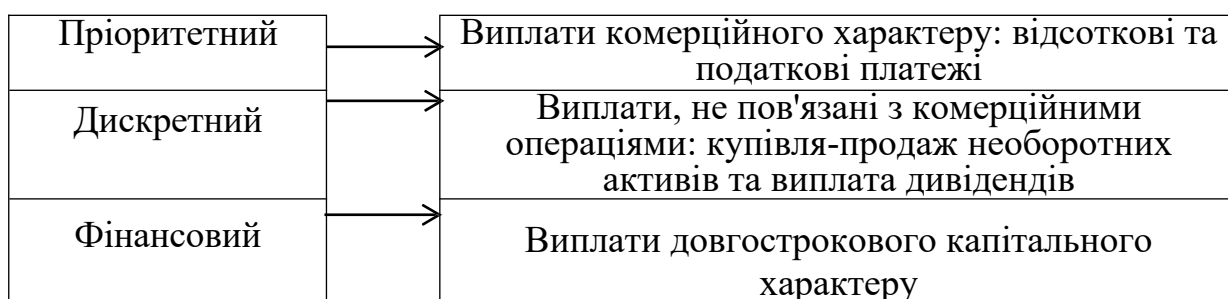 Пріоритетний
Виплати комерційного характеру: відсоткові та
податкові платежі
Дискретний
Виплати, не пов'язані з комерційними
операціями: купівля-продаж необоротних
активів та виплата дивідендів
Фінансовий
Виплати довгострокового капітального
характеру